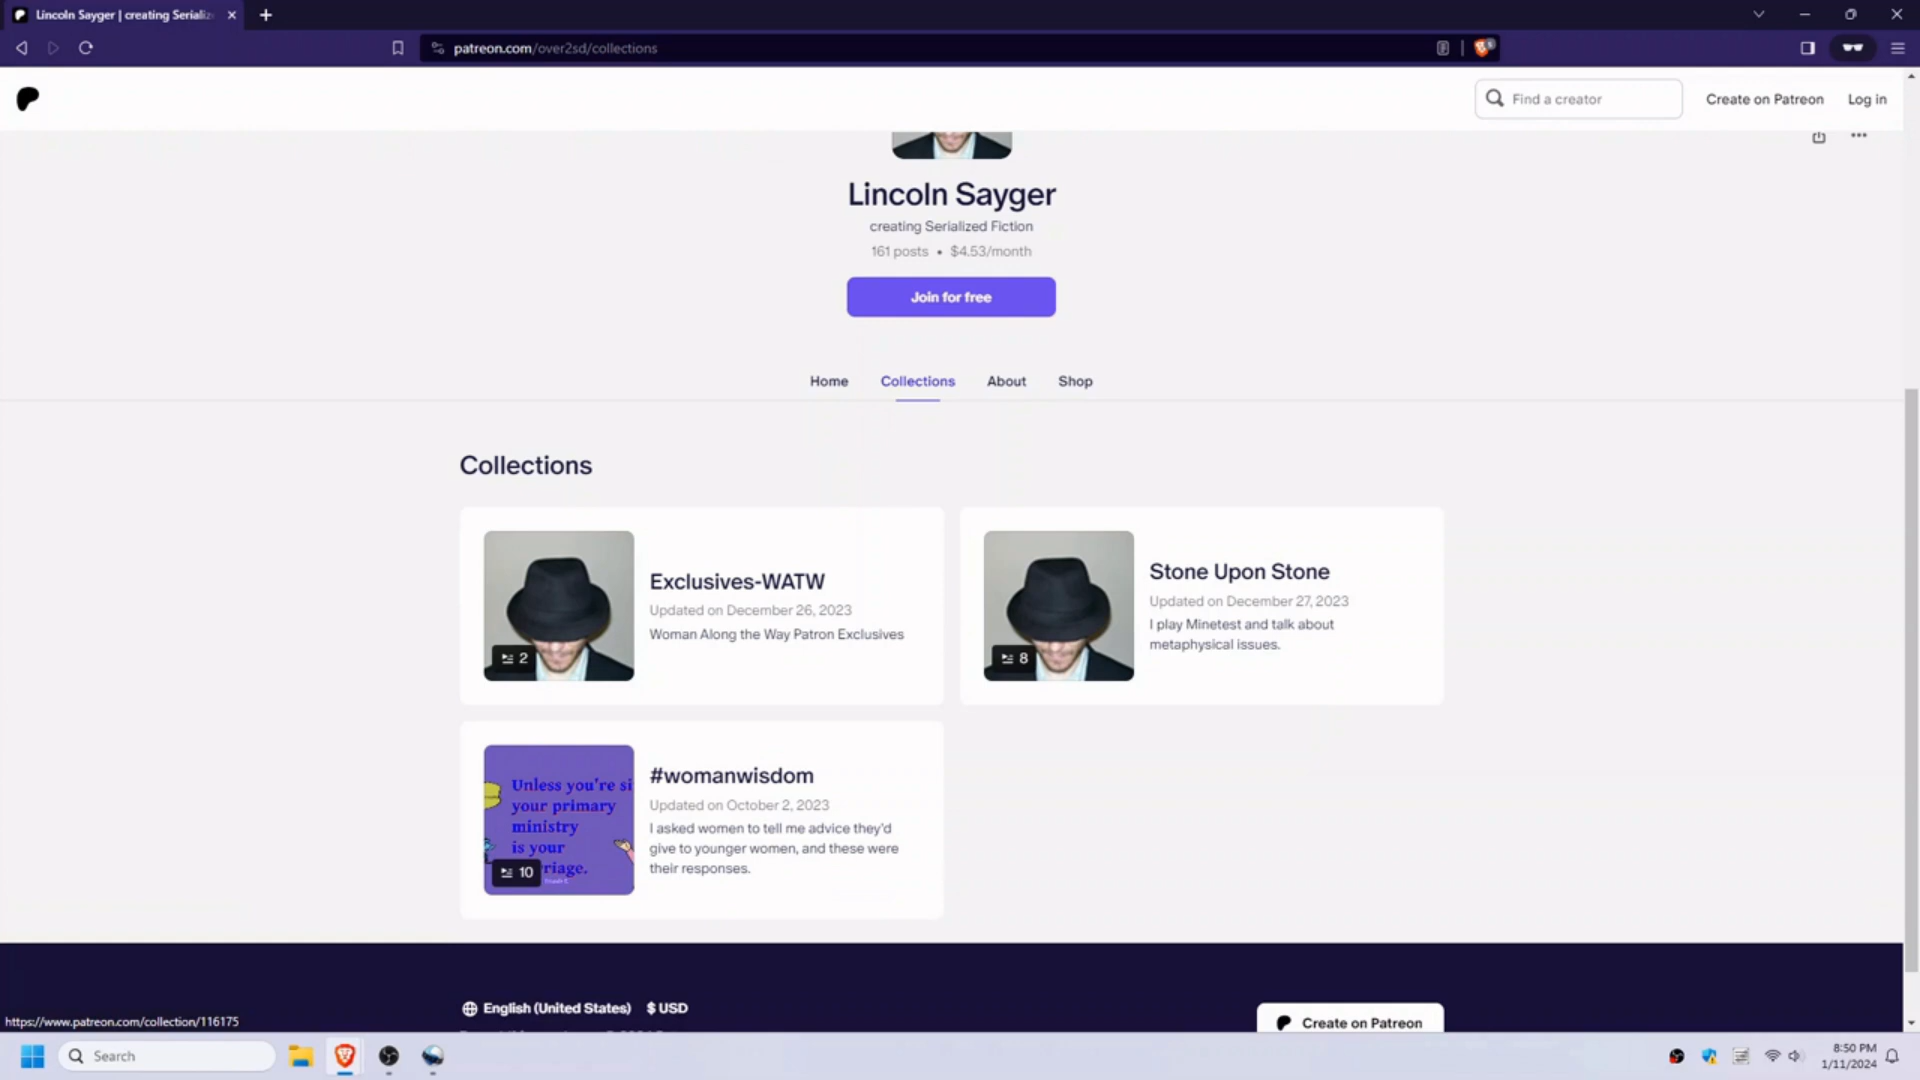 Lincoln Sayger | creating Serializ
patreon.com/over2sd/collections
Find a creator
Create on Patreon
Log in
Lincoln Sayger
creating Serialized Fiction
161 posts • $4.53/month
Join for free
Home
Collections
About
Shop
Collections
Exclusives-WATW
Updated on December 26, 2023
Woman Along the Way Patron Exclusives
2
Stone Upon Stone
Updated on December 27, 2023
I play Minetest and talk about
metaphysical issues.
8
Unless you're si
your primary
ministry
is your
riage.
10
#womanwisdom
Updated on October 2, 2023
I asked women to tell me advice they'd
give to younger women, and these were
their responses.
English (United States)
$ USD
Create on Patreon
https://www.patreon.com/collection/116175
Search
8:50 PM
1/11/2024